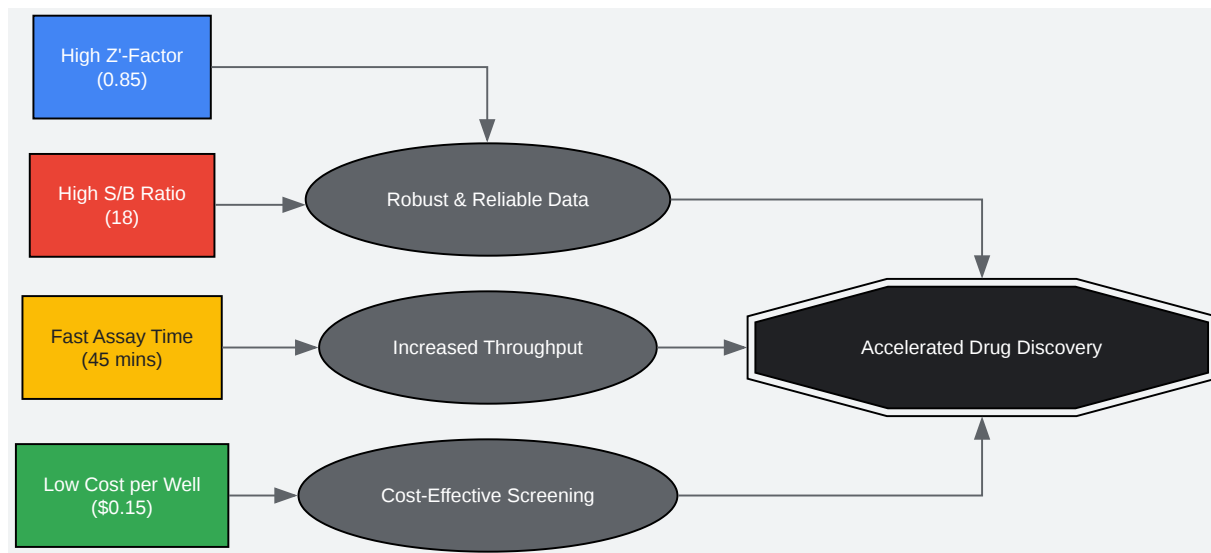 High Z'-Factor
(0.85)
High S/B Ratio
(18)
Robust & Reliable Data
Fast Assay Time
(45 mins)
Increased Throughput
Accelerated Drug Discovery
Low Cost per Well
($0.15)
Cost-Effective Screening